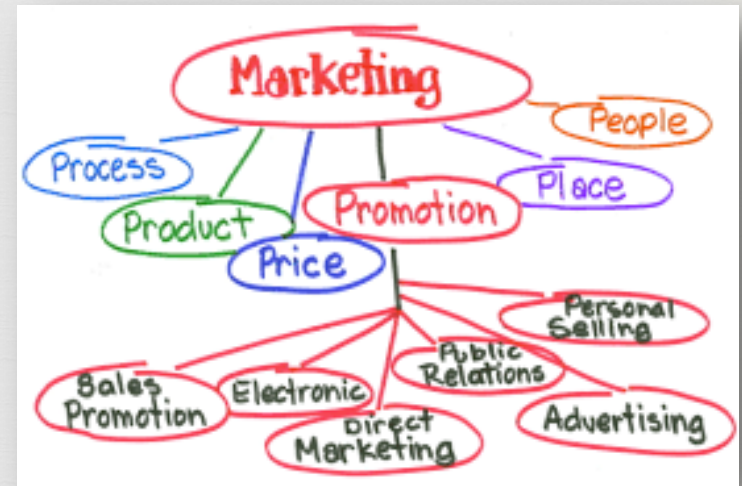 Marketing
People
Process
Place
Product
Promotion
Price
Personal
Selling
Public
Relations
Sales
Promotion
Electronic
Direct
Marketing
Advertising